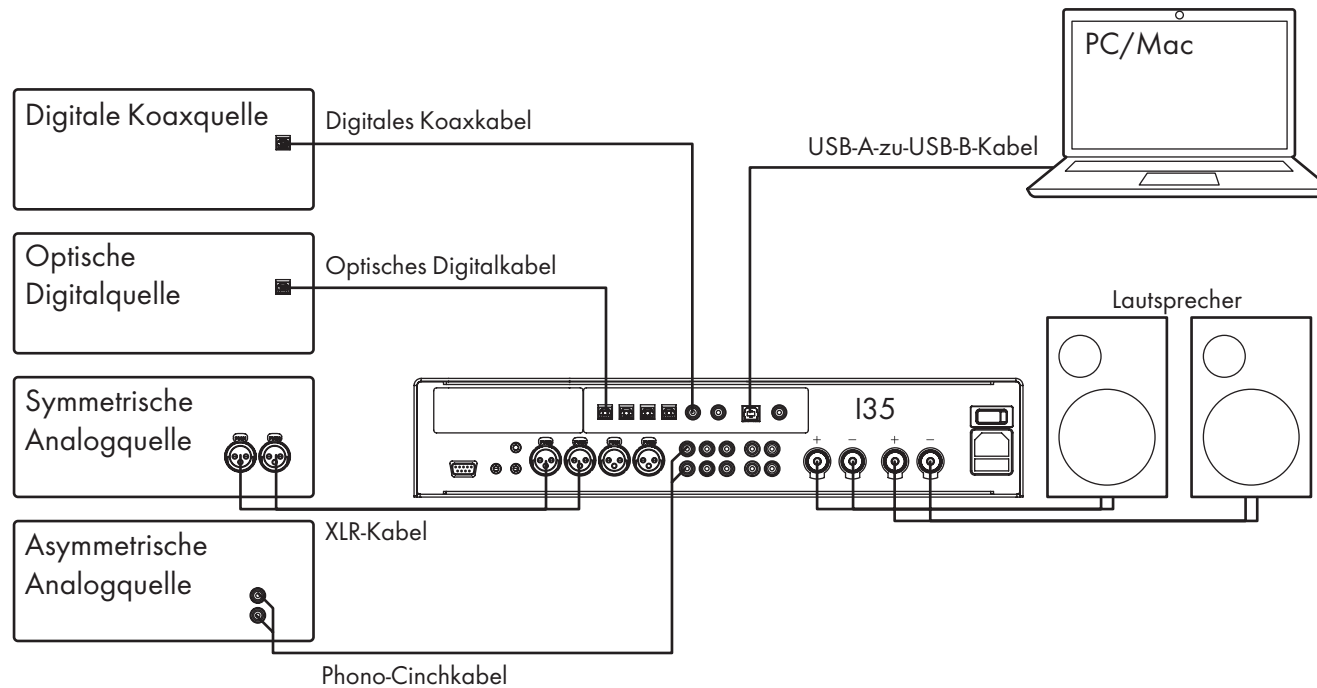 PC/Mac
Digitale Koaxquelle
Digitales Koaxkabel
USB-A-zu-USB-B-Kabel
Optische
Digitalquelle
Optisches Digitalkabel
Lautsprecher
Symmetrische
Analogquelle
I35
+ − + −
XLR-Kabel
Asymmetrische
Analogquelle
Phono-Cinchkabel